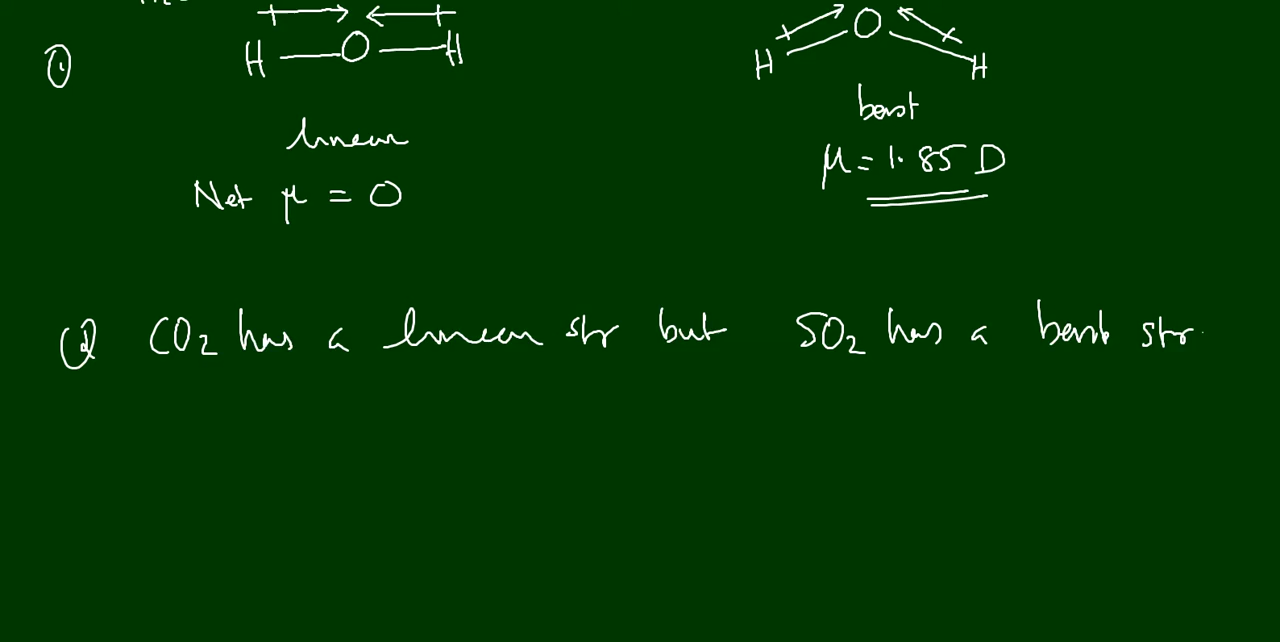 ①
H — O — H
O
H H
linear
bent
Net μ = 0
μ = 1.85 D
② CO2 has a linear str but SO2 has a bent str.